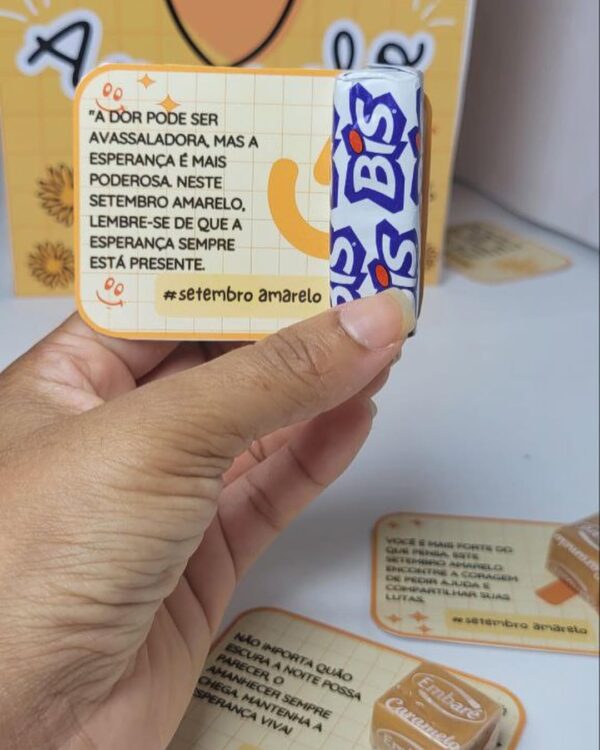 "A DOR PODE SER
AVASSALADORA, MAS A
ESPERANÇA É MAIS
PODEROSA. NESTE
SETEMBRO AMARELO,
LEMBRE-SE DE QUE A
ESPERANÇA SEMPRE
ESTÁ PRESENTE.
#setembro amarelo
BIS
BIS
BIS
VOCÊ É MAIS FORTE DO
QUE PENSA. ESTE
SETEMBRO AMARELO
ENCONTRE A CORAGEM
DE PEDIR AJUDA E
COMPARTILHAR SUAS
LUTAS.
#setembro amarelo
NÃO IMPORTA QUÃO
ESCURA A NOITE POSSA
PARECER, O
AMANHECER SEMPRE
CHEGA. MANTENHA A
ESPERANÇA VIVA!
Embaré
Caramelo